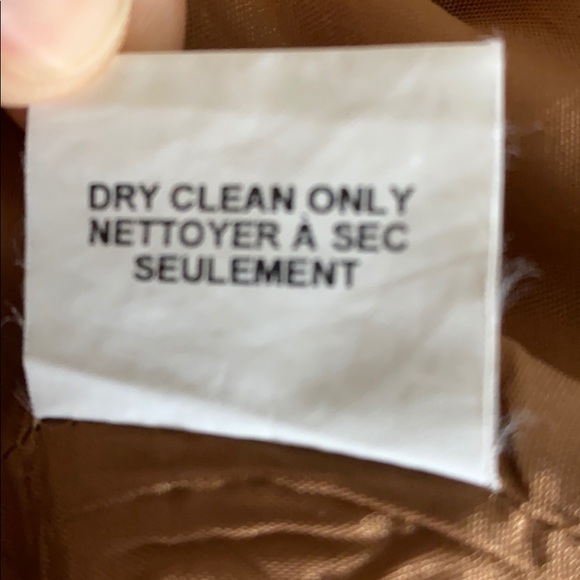 DRY CLEAN ONLY
NETTOYER À SEC
SEULEMENT